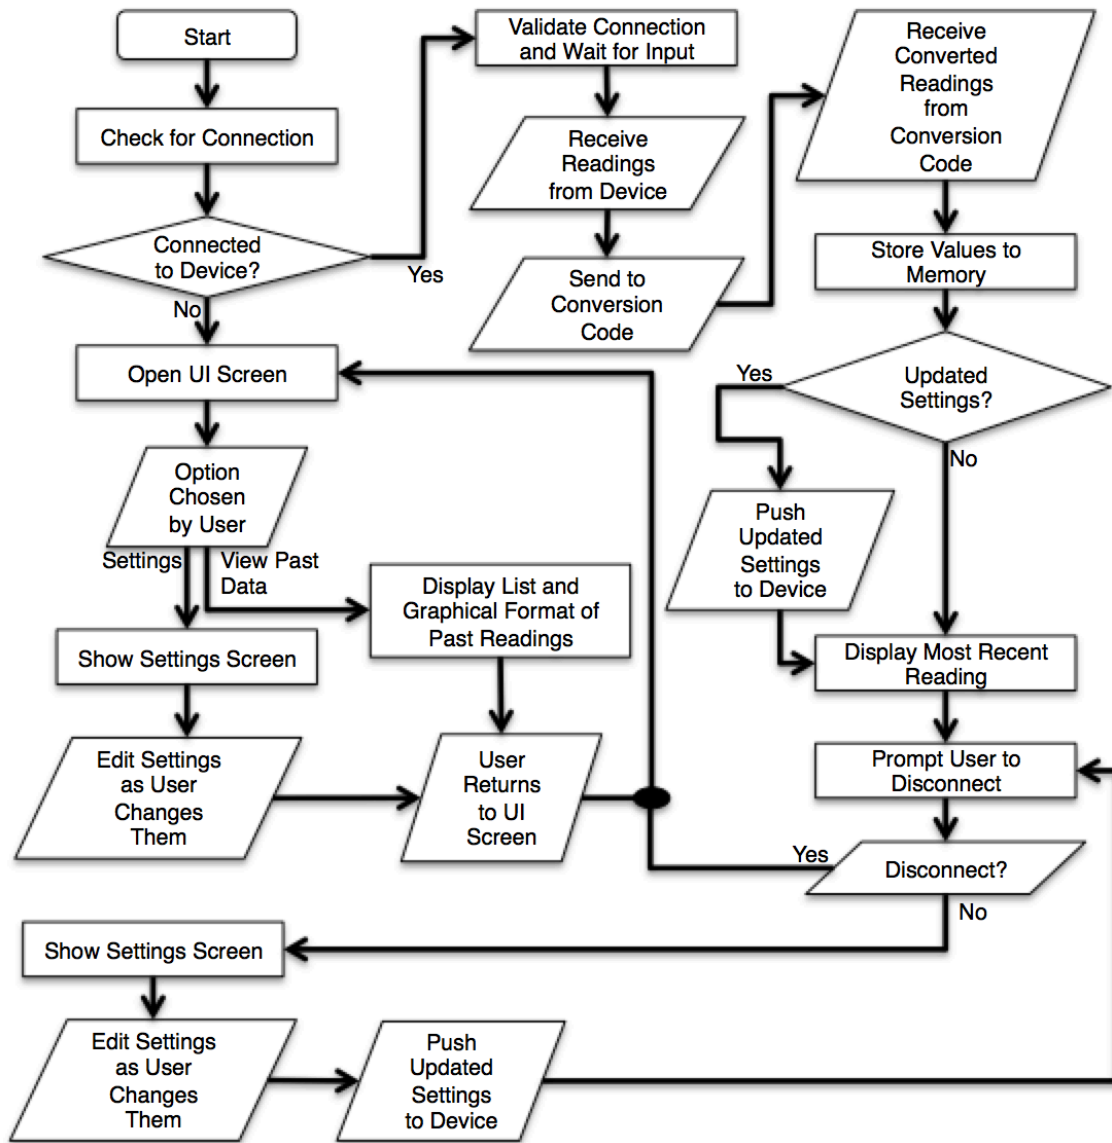 Start
Check for Connection
Connected
to Device?
Yes
No
Validate Connection
and Wait for Input
Receive
Readings
from Device
Send to
Conversion
Code
Receive
Converted
Readings
from
Conversion
Code
Store Values to
Memory
Updated
Settings?
Yes
No
Push
Updated
Settings
to Device
Display Most Recent
Reading
Prompt User to
Disconnect
Disconnect?
Yes
No
Open UI Screen
Option
Chosen
by User
Settings
View Past
Data
Display List and
Graphical Format of
Past Readings
Show Settings Screen
Edit Settings
as User
Changes
Them
User
Returns
to UI
Screen
Show Settings Screen
Edit Settings
as User
Changes
Them
Push
Updated
Settings
to Device